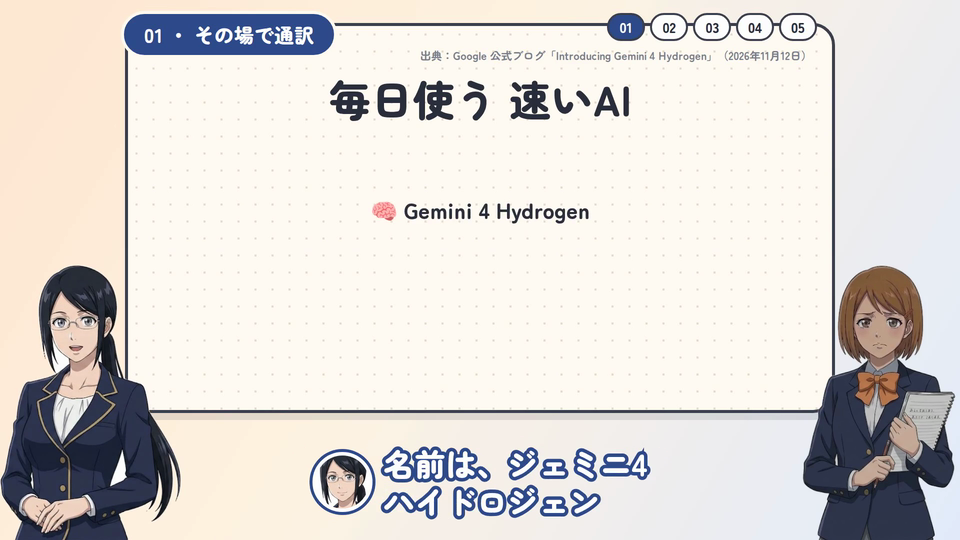 01 ・ その場で通訳
01 02 03 04 05
出典：Google 公式ブログ「Introducing Gemini 4 Hydrogen」（2026年11月12日）
毎日使う 速いAI
🧠 Gemini 4 Hydrogen
名前は、ジェミニ4
ハイドロジェン